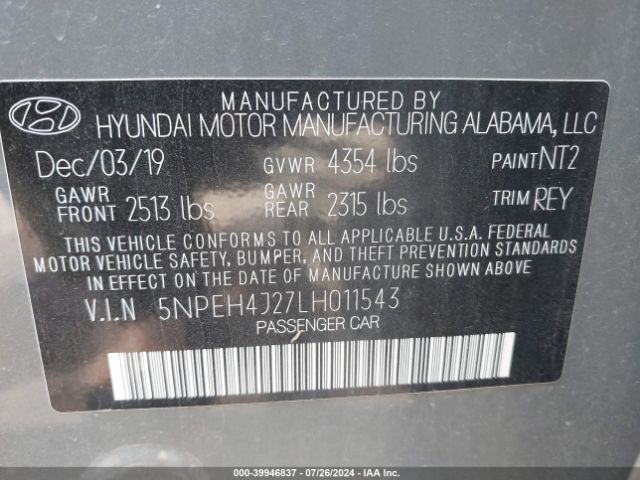 MANUFACTURED BY
HYUNDAI MOTOR MANUFACTURING ALABAMA, LLC
Dec/03/19 GVWR 4354 lbs PAINT NT2
GAWR FRONT 2513 lbs GAWR REAR 2315 lbs TRIM REY
THIS VEHICLE CONFORMS TO ALL APPLICABLE U.S.A. FEDERAL
MOTOR VEHICLE SAFETY, BUMPER, AND THEFT PREVENTION STANDARDS
IN EFFECT ON THE DATE OF MANUFACTURE SHOWN ABOVE.
V.I.N 5NPEH4J27LH011543
PASSENGER CAR
000-39946837 - 07/26/2024 - IAA Inc.